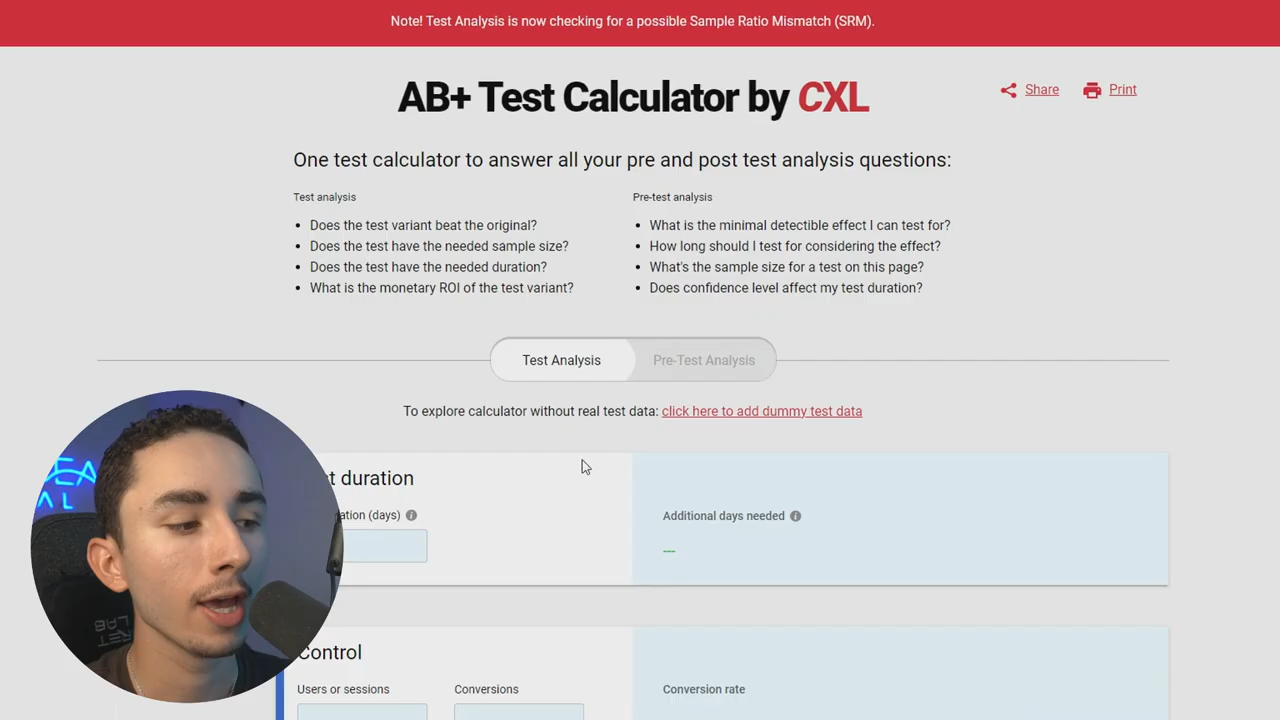 Note! Test Analysis is now checking for a possible Sample Ratio Mismatch (SRM).
AB+ Test Calculator by CXL
Share
Print
One test calculator to answer all your pre and post test analysis questions:
Test analysis
• Does the test variant beat the original?
• Does the test have the needed sample size?
• Does the test have the needed duration?
• What is the monetary ROI of the test variant?
Pre-test analysis
• What is the minimal detectible effect I can test for?
• How long should I test for considering the effect?
• What's the sample size for a test on this page?
• Does confidence level affect my test duration?
Test Analysis
Pre-Test Analysis
To explore calculator without real test data: click here to add dummy test data
duration
(days)
Additional days needed
---
Control
Users or sessions
Conversions
Conversion rate